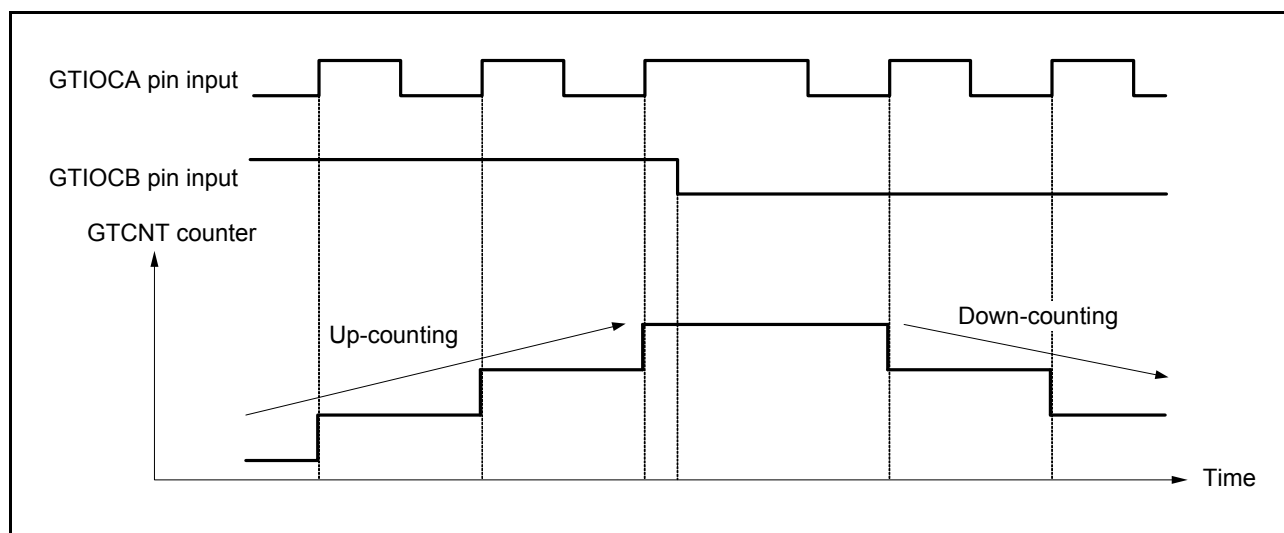 GTIOCA pin input
GTIOCB pin input
GTCNT counter
Up-counting
Down-counting
Time